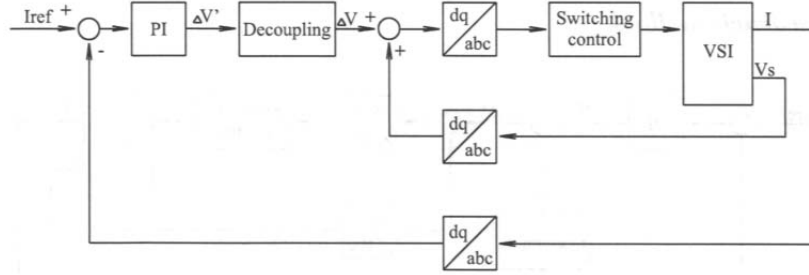 Iref +
-
PI
ΔV'
Decoupling
ΔV +
+
dq
abc
Switching
control
VSI
I
Vs
dq
abc
dq
abc